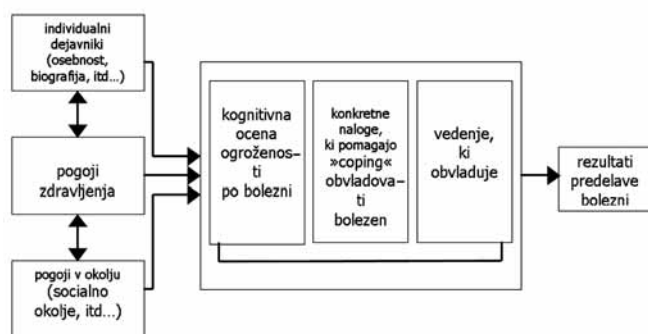 individualni
dejavniki
(osebnost,
biografija, itd...)
pogoji
zdravljenja
pogoji v okolju
(socialno
okolje, itd...)
kognitivna
ocena
ogroženos–
ti
po bolezni
konkretne
naloge,
ki pomagajo
»coping«
obvladova–
ti
bolezen
vedenje,
ki
obvladuje
rezultati
predelave
bolezni